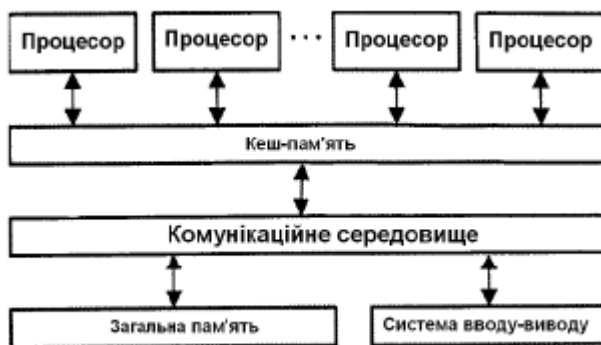 Процесор Процесор ... Процесор Процесор
Кеш-пам'ять
Комунікаційне середовище
Загальна пам'ять Система вводу-виводу